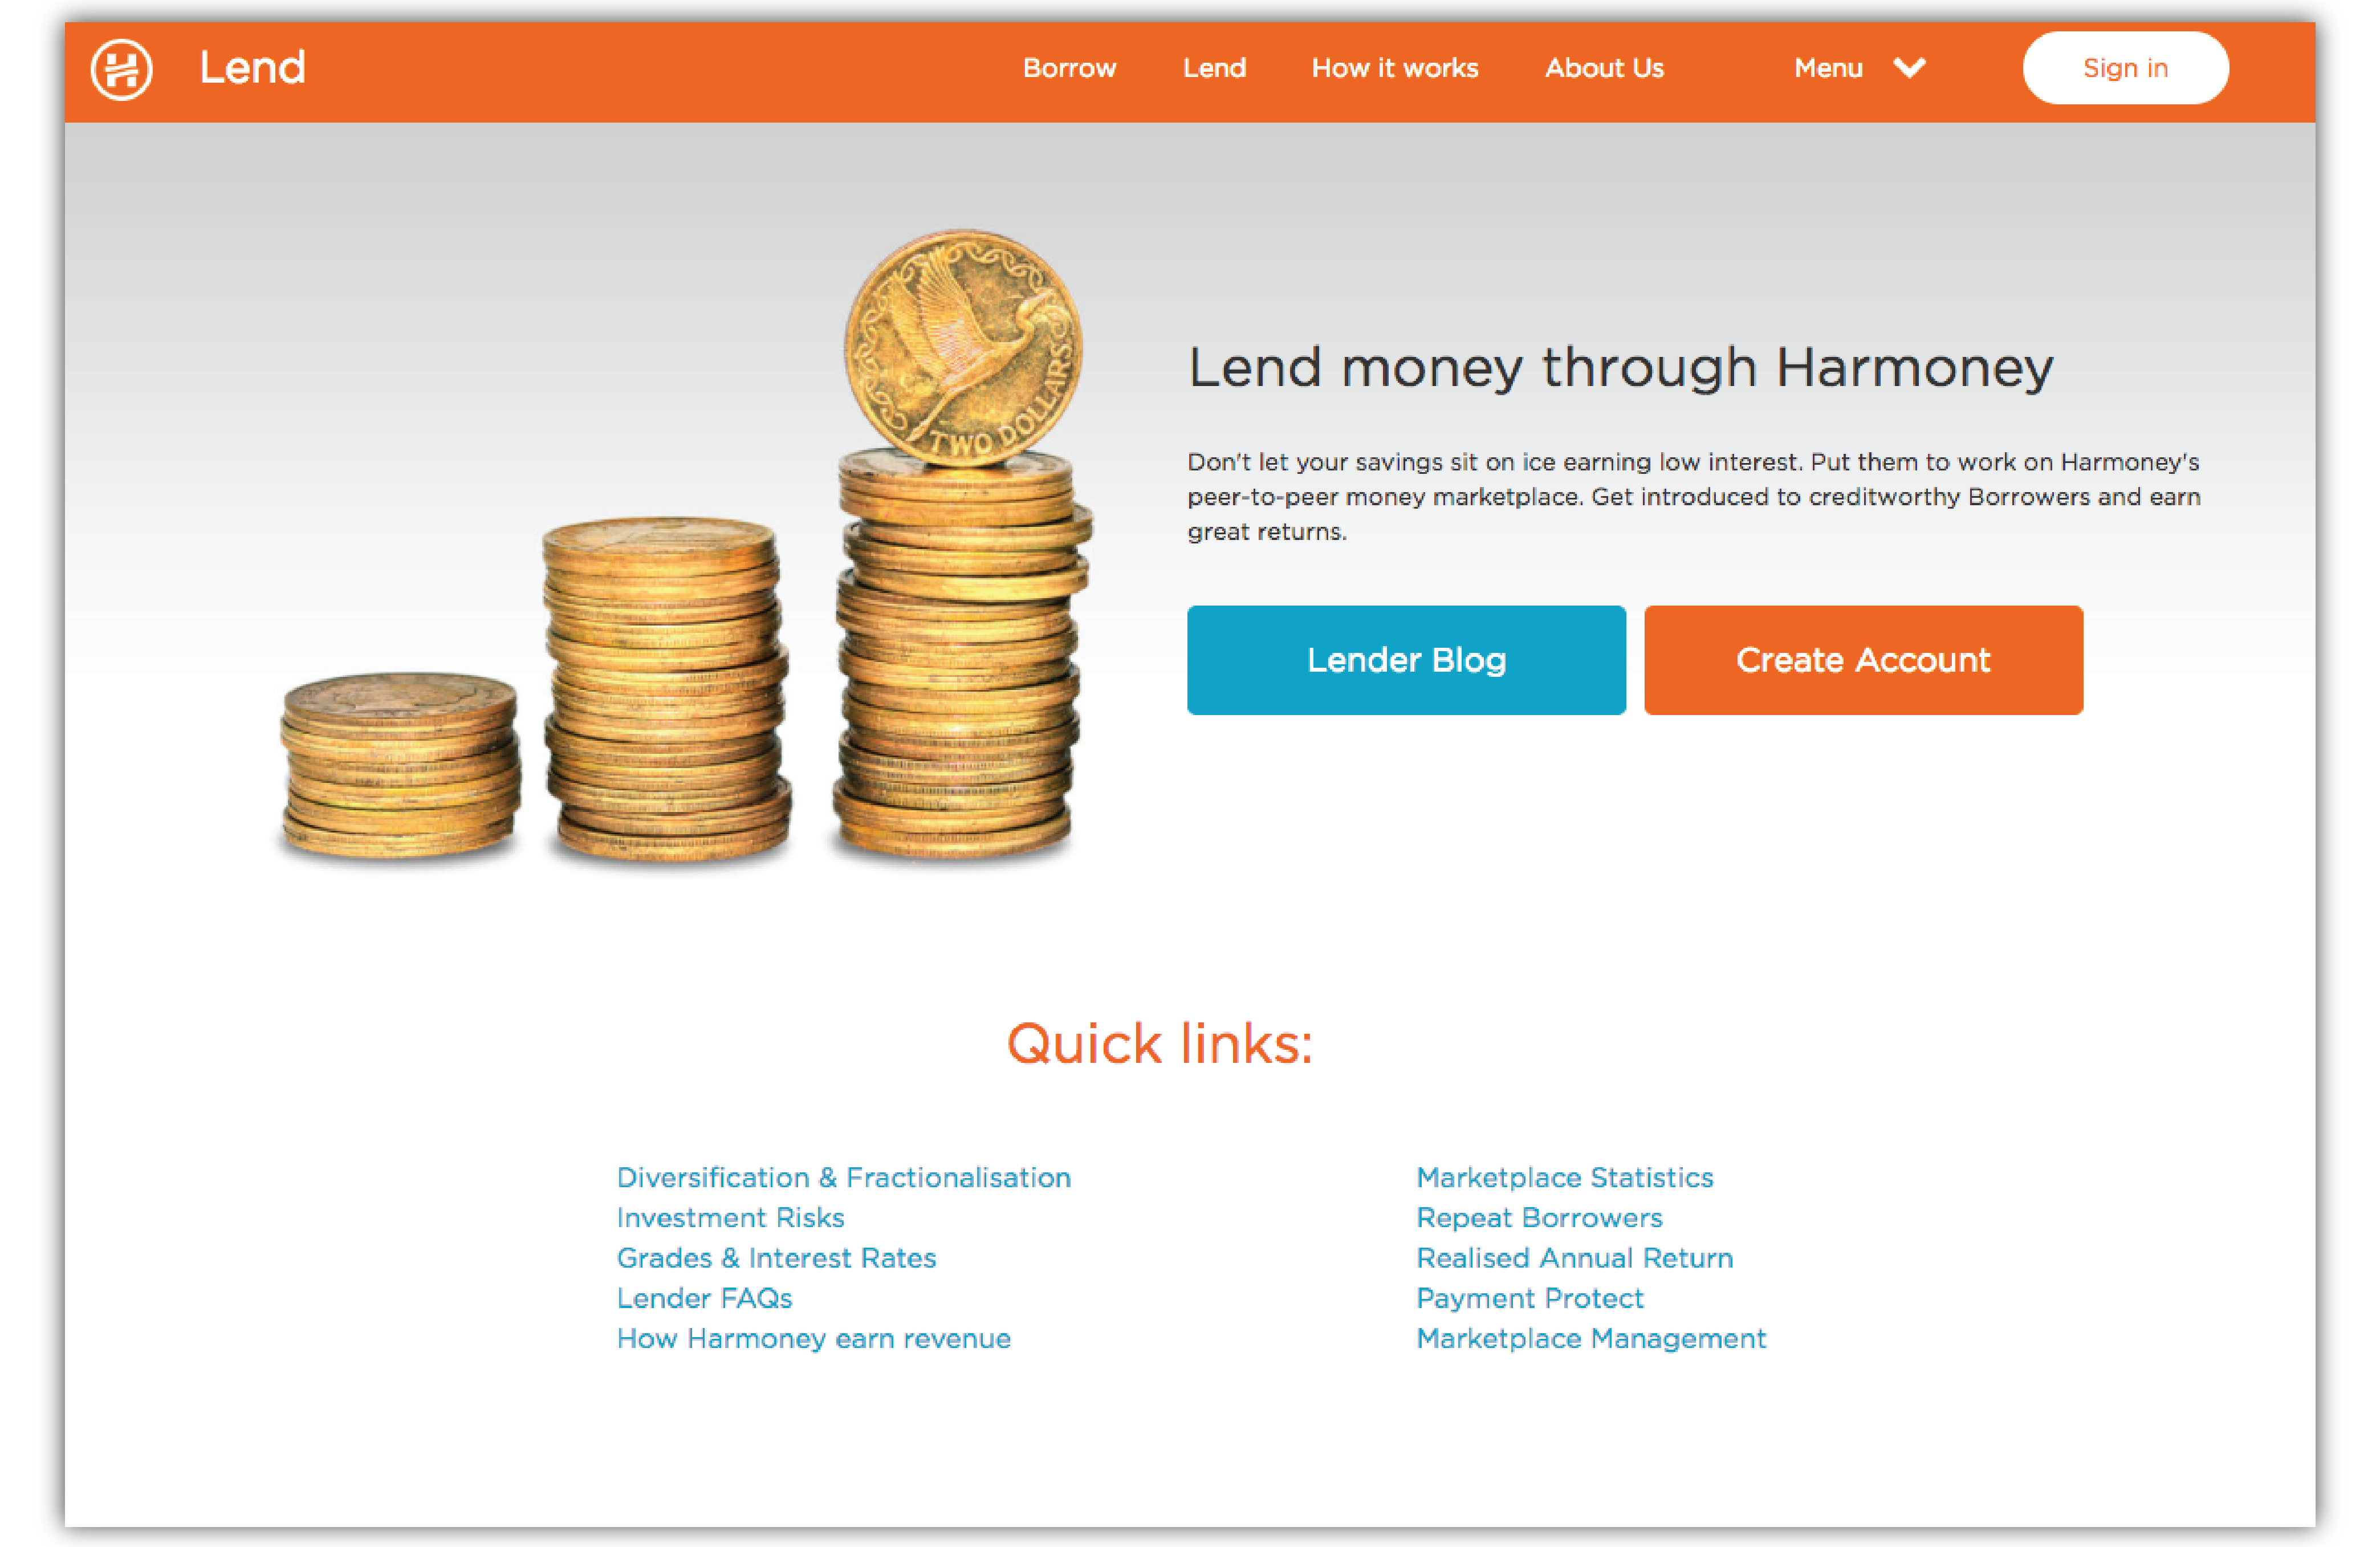 Lend
Borrow
Lend
How it works
About Us
Menu
Sign in
TWO DOLLARS
Lend money through Harmoney
Don't let your savings sit on ice earning low interest. Put them to work on Harmoney's
peer-to-peer money marketplace. Get introduced to creditworthy Borrowers and earn
great returns.
Lender Blog
Create Account
Quick links:
Diversification & Fractionalisation
Investment Risks
Grades & Interest Rates
Lender FAQs
How Harmoney earn revenue
Marketplace Statistics
Repeat Borrowers
Realised Annual Return
Payment Protect
Marketplace Management